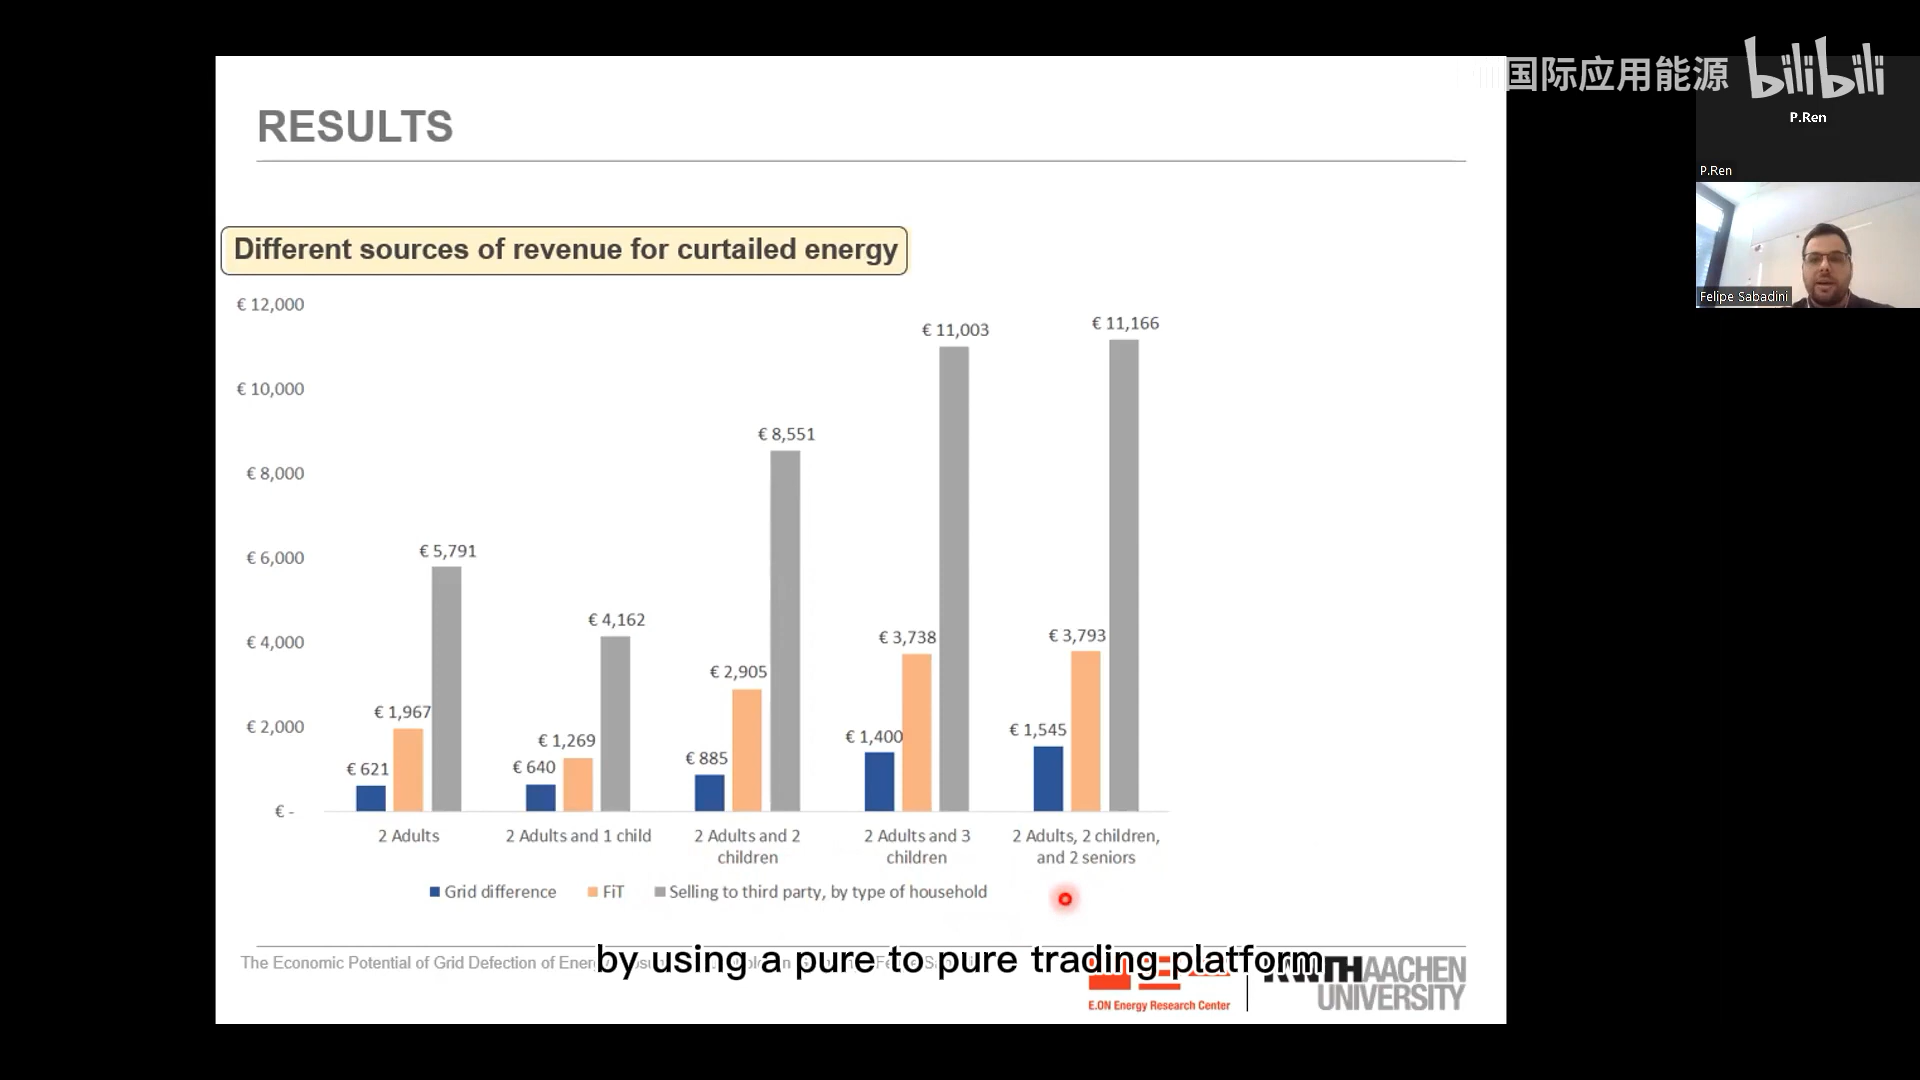 RESULTS
国际应用能源 bilibili
P.Ren
P.Ren
Felipe Sabadini
Different sources of revenue for curtailed energy
€ 12,000
€ 10,000
€ 8,000
€ 6,000
€ 4,000
€ 2,000
€ -
€ 621
€ 1,967
€ 5,791
€ 640
€ 1,269
€ 4,162
€ 885
€ 2,905
€ 8,551
€ 1,400
€ 3,738
€ 11,003
€ 1,545
€ 3,793
€ 11,166
2 Adults
2 Adults and 1 child
2 Adults and 2
children
2 Adults and 3
children
2 Adults, 2 children,
and 2 seniors
Grid difference
FiT
Selling to third party, by type of household
The Economic Potential of Grid Defection of
by using a pure to pure trading platform
E.ON Energy Research Center
RWTHAACHEN
UNIVERSITY